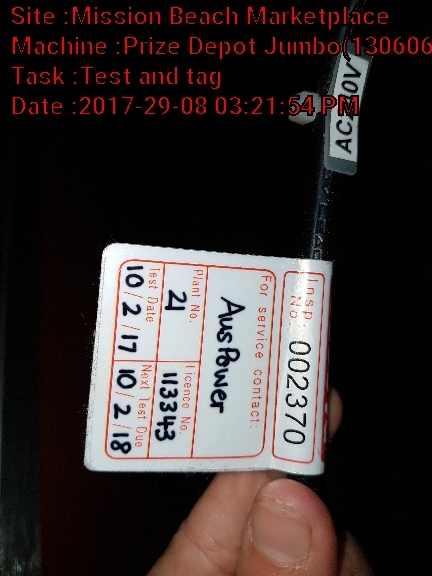 Site :Mission Beach Marketplace
Machine :Prize Depot Jumbo(130606
Task :Test and tag
Date :2017-29-08 03:21:54 PM
AC240V
Insp. No. 002370
For service contact:
AusPower
Plant No. Licence No.
21 113343
Test Date Next Test Due
10/2/17 10/2/18